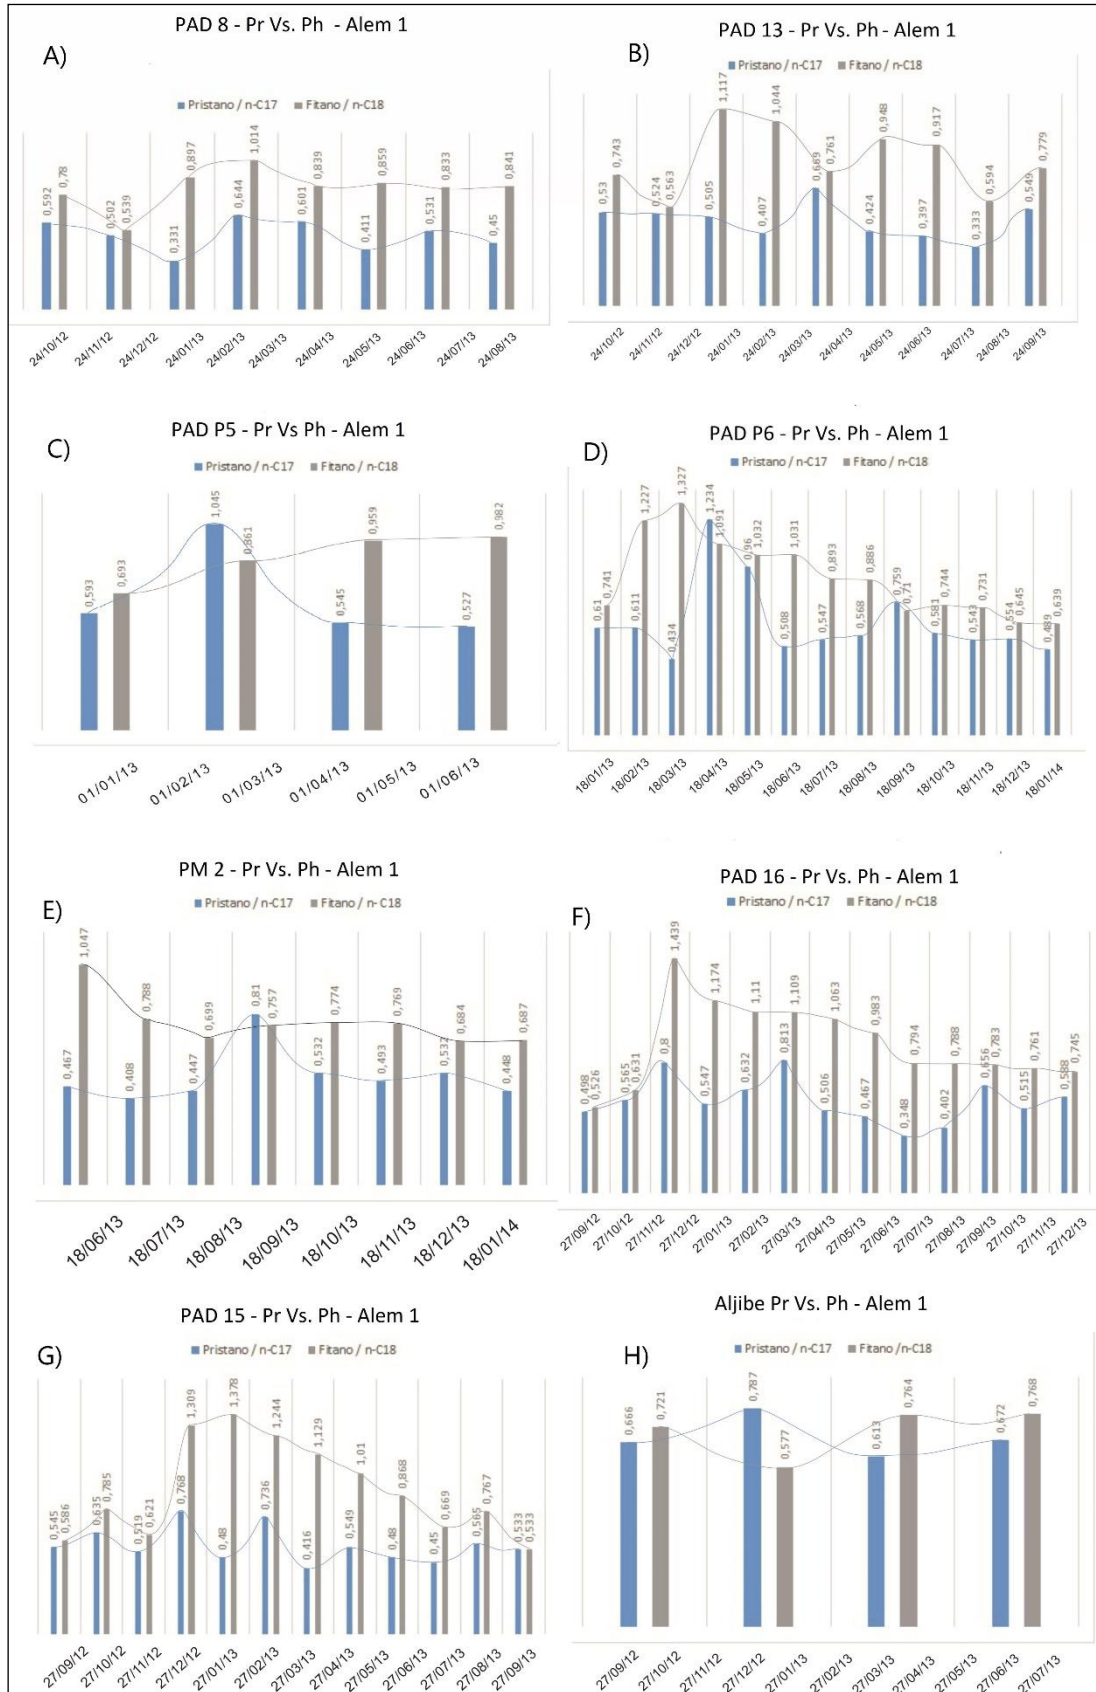 PAD 8 - Pr Vs. Ph - Alem 1
A)
Pristano / n-C17 Fitano / n-C18
0,592 0,78 0,502 0,539 0,331 0,897 0,644 1,014 0,601 0,839 0,411 0,859 0,531 0,833 0,45 0,841
24/10/12 24/11/12 24/12/12 24/01/13 24/02/13 24/03/13 24/04/13 24/05/13 24/06/13 24/07/13 24/08/13
PAD 13 - Pr Vs. Ph - Alem 1
B)
Pristano / n-C17 Fitano / n-C18
0,53 0,743 0,524 0,563 0,505 1,117 0,407 1,044 0,669 0,761 0,424 0,948 0,397 0,917 0,333 0,594 0,549 0,779
24/10/12 24/11/12 24/12/12 24/01/13 24/02/13 24/03/13 24/04/13 24/05/13 24/06/13 24/07/13 24/08/13 24/09/13
PAD P5 - Pr Vs Ph - Alem 1
C)
Pristano / n-C17 Fitano / n-C18
0,593 0,693 1,045 0,861 0,545 0,959 0,527 0,982
01/01/13 01/02/13 01/03/13 01/04/13 01/05/13 01/06/13
PAD P6 - Pr Vs. Ph - Alem 1
D)
Pristano / n-C17 Fitano / n-C18
0,61 0,741 0,611 1,227 0,434 1,327 1,234 1,091 0,96 1,032 0,508 1,031 0,547 0,893 0,568 0,886 0,759 0,71 0,581 0,744 0,543 0,731 0,554 0,645 0,489 0,639
18/01/13 18/02/13 18/03/13 18/04/13 18/05/13 18/06/13 18/07/13 18/08/13 18/09/13 18/10/13 18/11/13 18/12/13 18/01/14
PM 2 - Pr Vs. Ph - Alem 1
E)
Pristano / n-C17 Fitano / n-C18
0,467 1,047 0,408 0,788 0,447 0,699 0,81 0,757 0,532 0,774 0,493 0,769 0,532 0,684 0,448 0,687
18/06/13 18/07/13 18/08/13 18/09/13 18/10/13 18/11/13 18/12/13 18/01/14
PAD 16 - Pr Vs. Ph - Alem 1
F)
Pristano / n-C17 Fitano / n-C18
0,498 0,526 0,565 0,631 0,8 1,439 0,547 1,174 0,632 1,11 0,813 1,109 0,506 1,063 0,467 0,983 0,348 0,794 0,402 0,788 0,656 0,783 0,515 0,761 0,588 0,745
27/09/12 27/10/12 27/11/12 27/12/12 27/01/13 27/02/13 27/03/13 27/04/13 27/05/13 27/06/13 27/07/13 27/08/13 27/09/13 27/10/13 27/11/13 27/12/13
PAD 15 - Pr Vs. Ph - Alem 1
G)
Pristano / n-C17 Fitano / n-C18
0,545 0,586 0,635 0,785 0,519 0,621 0,768 1,309 0,48 1,378 0,736 1,244 0,416 1,129 0,549 1,01 0,48 0,868 0,45 0,669 0,565 0,767 0,533 0,533
27/09/12 27/10/12 27/11/12 27/12/12 27/01/13 27/02/13 27/03/13 27/04/13 27/05/13 27/06/13 27/07/13 27/08/13 27/09/13
Aljibe Pr Vs. Ph - Alem 1
H)
Pristano / n-C17 Fitano / n-C18
0,666 0,721 0,787 0,577 0,613 0,764 0,672 0,768
27/09/12 27/10/12 27/11/12 27/12/12 27/01/13 27/02/13 27/03/13 27/04/13 27/05/13 27/06/13 27/07/13